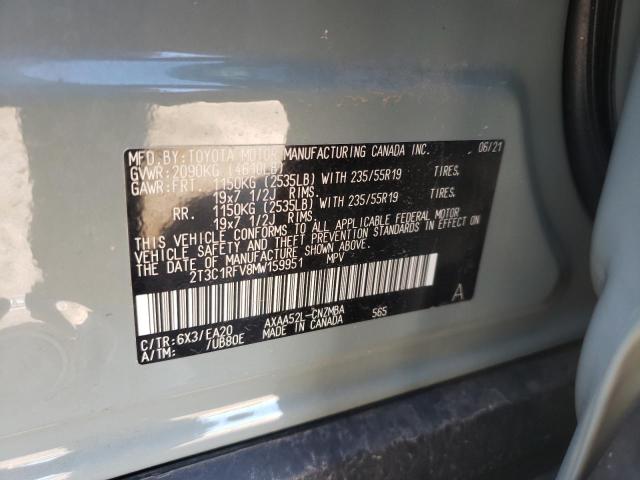 MFD.BY:TOYOTA MOTOR MANUFACTURING CANADA INC. 06/21
GVWR:2090KG (4610LB)
GAWR:FRT. 1150KG (2535LB) WITH 235/55R19 TIRES,
19x7 1/2J RIMS.
RR. 1150KG (2535LB) WITH 235/55R19 TIRES,
19x7 1/2J RIMS.
THIS VEHICLE CONFORMS TO ALL APPLICABLE FEDERAL MOTOR
VEHICLE SAFETY AND THEFT PREVENTION STANDARDS IN
EFFECT ON THE DATE OF MANUFACTURE SHOWN ABOVE.
2T3C1RFV8MW159951 MPV
A
C/TR:6X3/EA20 AXAA52L-CNZMBA 565
A/TM: /UB80E MADE IN CANADA